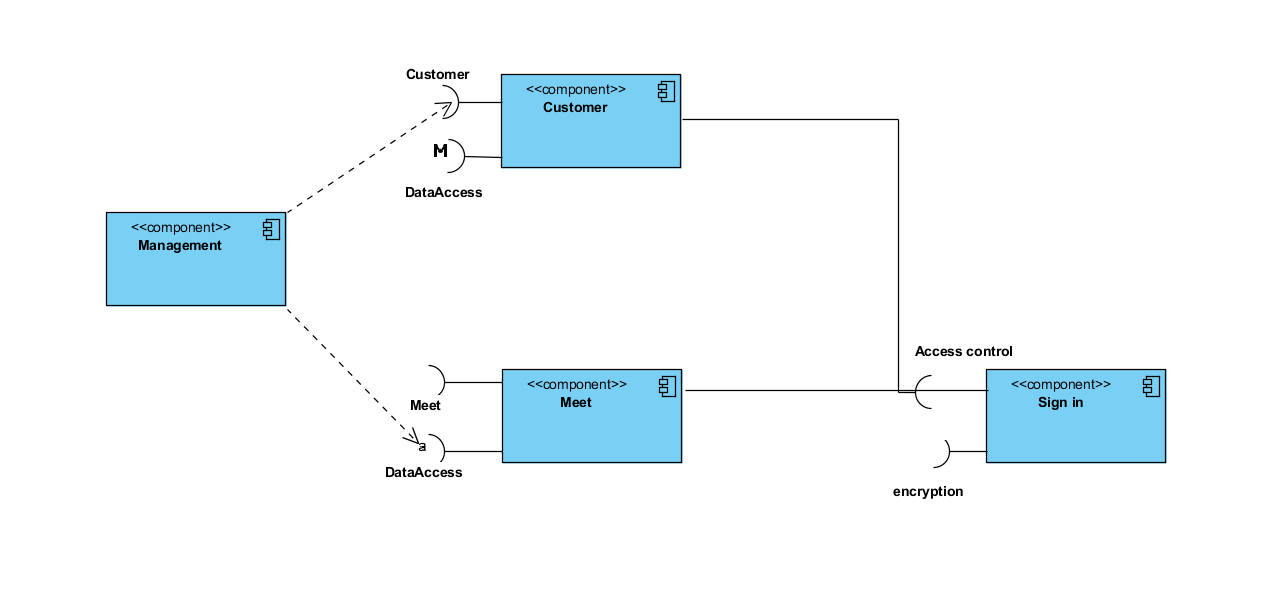 Customer
<<component>>
Customer
M
DataAccess
<<component>>
Management
Access control
<<component>>
Meet
<<component>>
Sign in
Meet
a
DataAccess
encryption